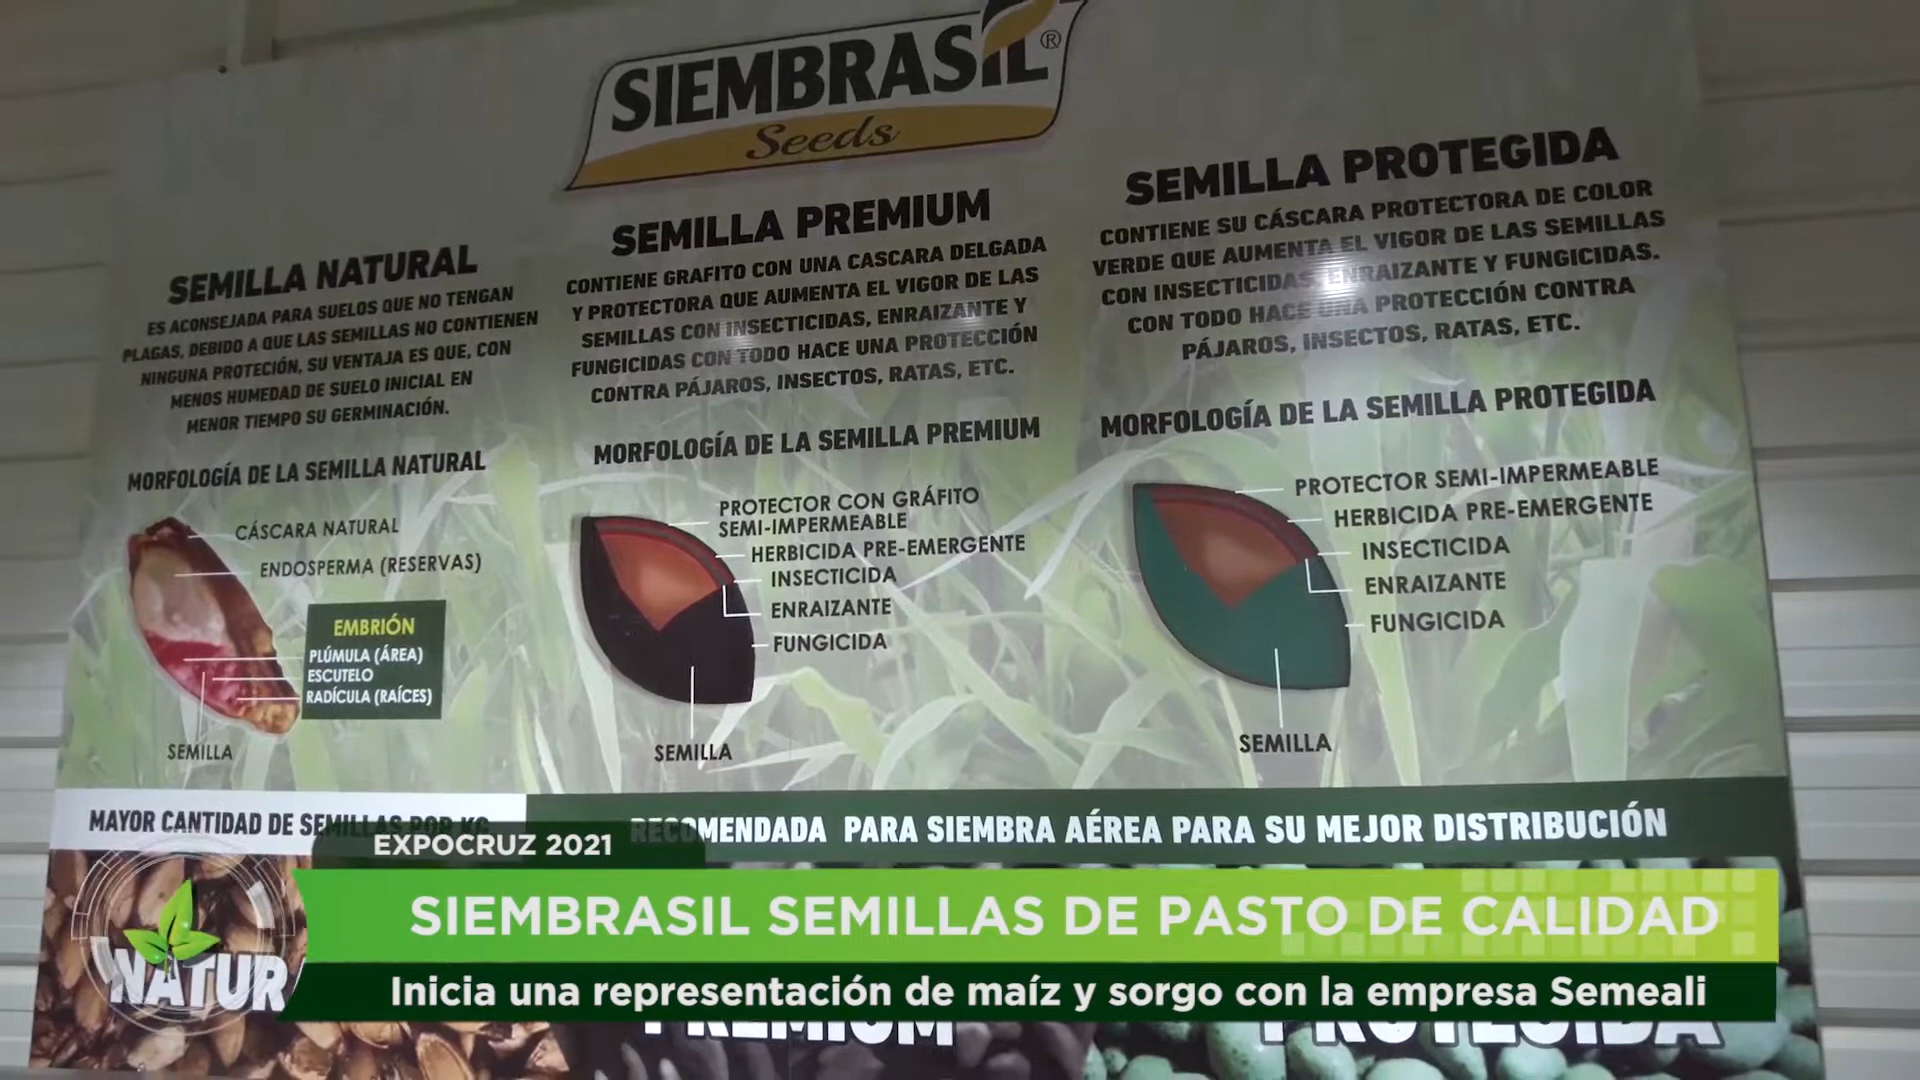 SIEMBRASIL®
Seeds
SEMILLA NATURAL
ES ACONSEJADA PARA SUELOS QUE NO TENGAN
PLAGAS, DEBIDO A QUE LAS SEMILLAS NO CONTIENEN
NINGUNA PROTECIÓN, SU VENTAJA ES QUE, CON
MENOS HUMEDAD DE SUELO INICIAL EN
MENOR TIEMPO SU GERMINACIÓN.
MORFOLOGÍA DE LA SEMILLA NATURAL
CÁSCARA NATURAL
ENDOSPERMA (RESERVAS)
EMBRIÓN
PLÚMULA (ÁREA)
ESCUTELO
RADÍCULA (RAÍCES)
SEMILLA
SEMILLA PREMIUM
CONTIENE GRAFITO CON UNA CASCARA DELGADA
Y PROTECTORA QUE AUMENTA EL VIGOR DE LAS
SEMILLAS CON INSECTICIDAS, ENRAIZANTE Y
FUNGICIDAS CON TODO HACE UNA PROTECCIÓN
CONTRA PÁJAROS, INSECTOS, RATAS, ETC.
MORFOLOGÍA DE LA SEMILLA PREMIUM
PROTECTOR CON GRÁFITO
SEMI-IMPERMEABLE
HERBICIDA PRE-EMERGENTE
INSECTICIDA
ENRAIZANTE
FUNGICIDA
SEMILLA
SEMILLA PROTEGIDA
CONTIENE SU CÁSCARA PROTECTORA DE COLOR
VERDE QUE AUMENTA EL VIGOR DE LAS SEMILLAS
CON INSECTICIDAS, ENRAIZANTE Y FUNGICIDAS.
CON TODO HACE UNA PROTECCIÓN CONTRA
PÁJAROS, INSECTOS, RATAS, ETC.
MORFOLOGÍA DE LA SEMILLA PROTEGIDA
PROTECTOR SEMI-IMPERMEABLE
HERBICIDA PRE-EMERGENTE
INSECTICIDA
ENRAIZANTE
FUNGICIDA
SEMILLA
MAYOR CANTIDAD DE SEMILLAS POR KG
RECOMENDADA PARA SIEMBRA AÉREA PARA SU MEJOR DISTRIBUCIÓN
EXPOCRUZ 2021
SIEMBRASIL SEMILLAS DE PASTO DE CALIDAD
Inicia una representación de maíz y sorgo con la empresa Semeali
NATUR
PREMIUM
PROTEGIDA